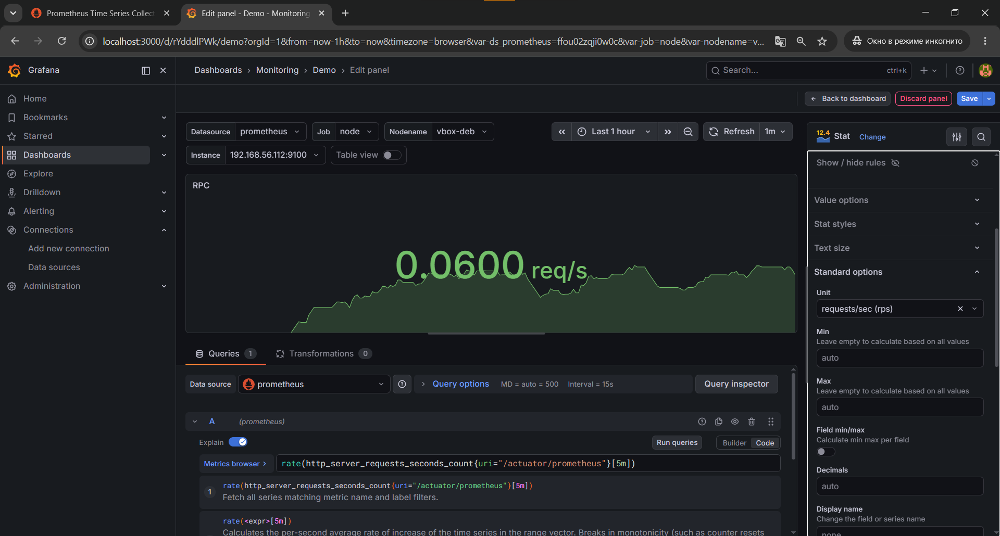 Prometheus Time Series Collect
Edit panel - Demo - Monitoring
localhost:3000/d/rYdddlPWk/demo?orgId=1&from=now-1h&to=now&timezone=browser&var-ds_prometheus=ffou02zqji0w0c&var-job=node&var-nodename=v...
Окно в режиме инкогнито
Grafana
Dashboards › Monitoring › Demo › Edit panel
Search...
ctrl+k
Home
Bookmarks
Starred
Dashboards
Explore
Drilldown
Alerting
Connections
Add new connection
Data sources
Administration
Back to dashboard
Discard panel
Save
Datasource prometheus
Job node
Nodename vbox-deb
Last 1 hour
Refresh 1m
Instance 192.168.56.112:9100
Table view
RPC
0.0600 req/s
Queries 1
Transformations 0
Data source prometheus
Query options MD = auto = 500 Interval = 15s
Query inspector
A (prometheus)
Explain
Run queries
Builder Code
Metrics browser > rate(http_server_requests_seconds_count{uri="/actuator/prometheus"}[5m])
1
rate(http_server_requests_seconds_count{uri="/actuator/prometheus"}[5m])
Fetch all series matching metric name and label filters.
rate(<expr>[5m])
Calculates the per-second average rate of increase of the time series in the range vector. Breaks in monotonicity (such as counter resets
12.4 Stat Change
Show / hide rules
Value options
Stat styles
Text size
Standard options
Unit
requests/sec (rps)
Min
Leave empty to calculate based on all values
auto
Max
Leave empty to calculate based on all values
auto
Field min/max
Calculate min max per field
Decimals
auto
Display name
Change the field or series name
none